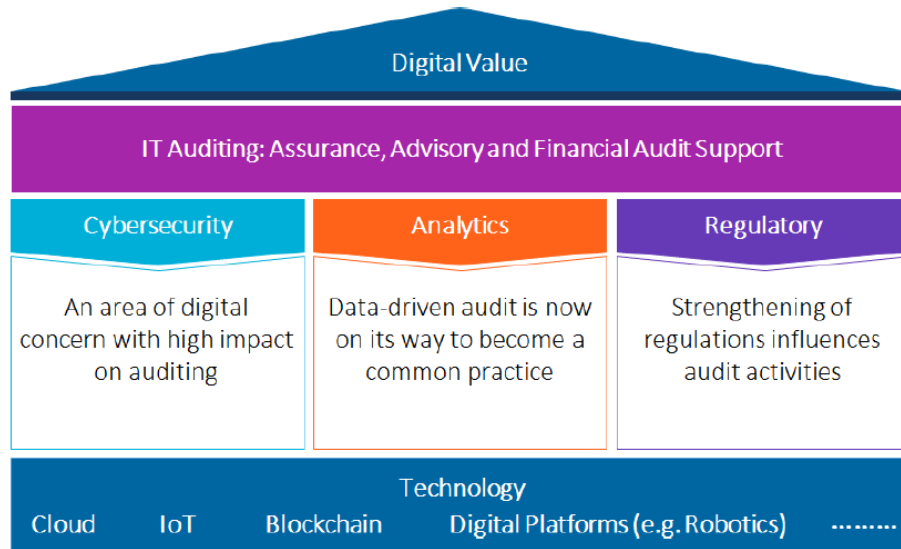 Digital Value
IT Auditing: Assurance, Advisory and Financial Audit Support
Cybersecurity
An area of digital
concern with high impact
on auditing
Analytics
Data-driven audit is now
on its way to become a
common practice
Regulatory
Strengthening of
regulations influences
audit activities
Technology
Cloud IoT Blockchain Digital Platforms (e.g. Robotics) .........